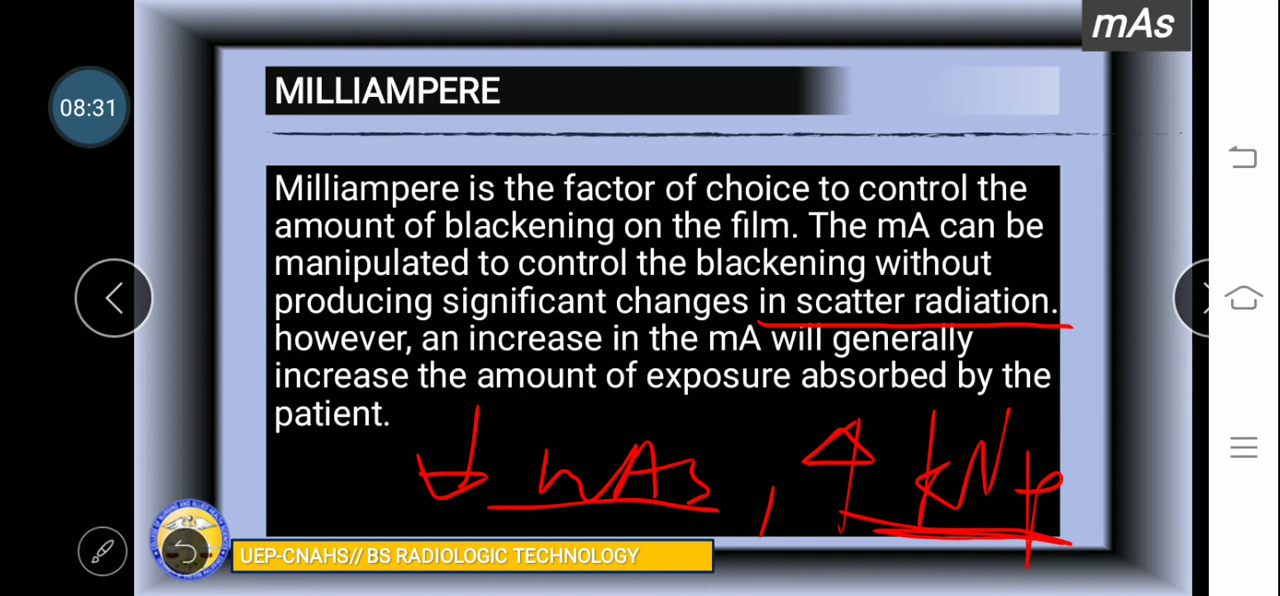 mAs
08:31
MILLIAMPERE
Milliampere is the factor of choice to control the
amount of blackening on the film. The mA can be
manipulated to control the blackening without
producing significant changes in scatter radiation.
however, an increase in the mA will generally
increase the amount of exposure absorbed by the
patient.
↓ mAs , ↑ kVp
UEP-CNAHS// BS RADIOLOGIC TECHNOLOGY